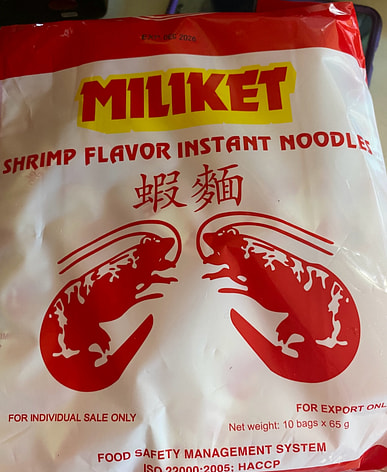 MILIKET
SHRIMP FLAVOR INSTANT NOODLES
蝦麵
FOR INDIVIDUAL SALE ONLY
FOR EXPORT ONL
Net weight: 10 bags x 65 g
FOOD SAFETY MANAGEMENT SYSTEM
ISO 22000:2005; HACCP